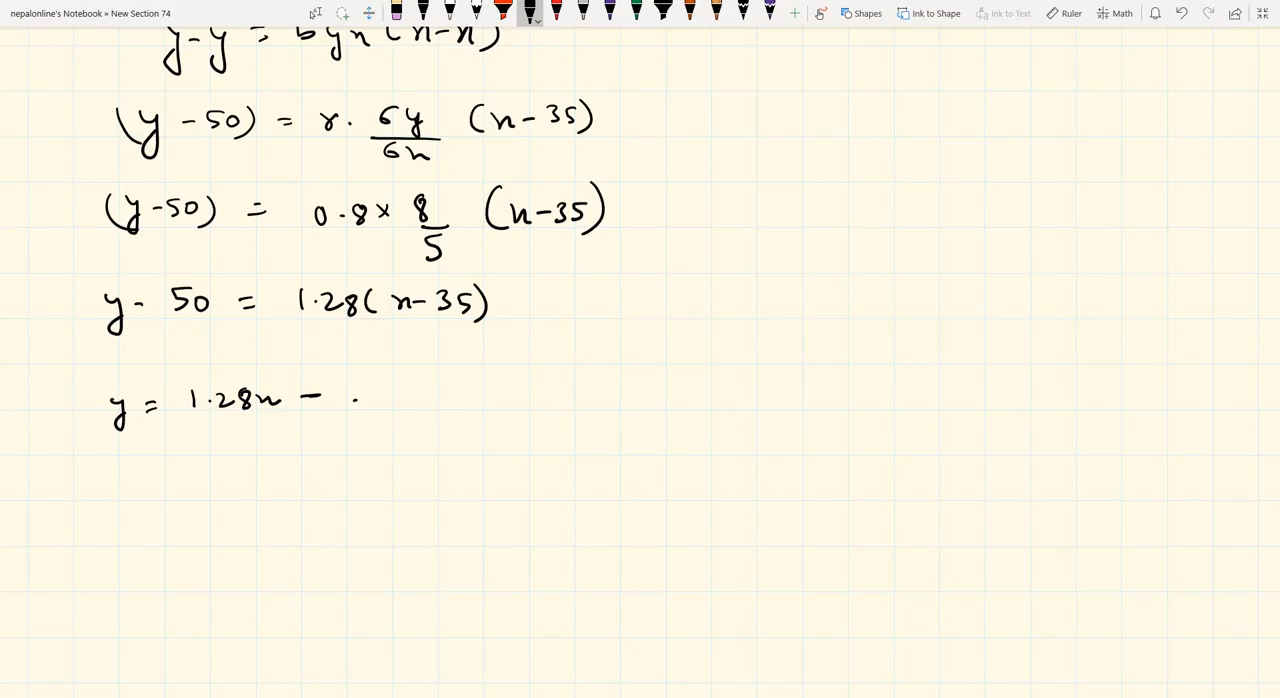 nepalonline's Notebook » New Section 74
Shapes Ink to Shape Ink to Text Ruler Math
y - y = byx (x - x)
(y - 50) = r. σy/σx (x - 35)
(y - 50) = 0.8 × 8/5 (x - 35)
y - 50 = 1.28 (x - 35)
y = 1.28x -